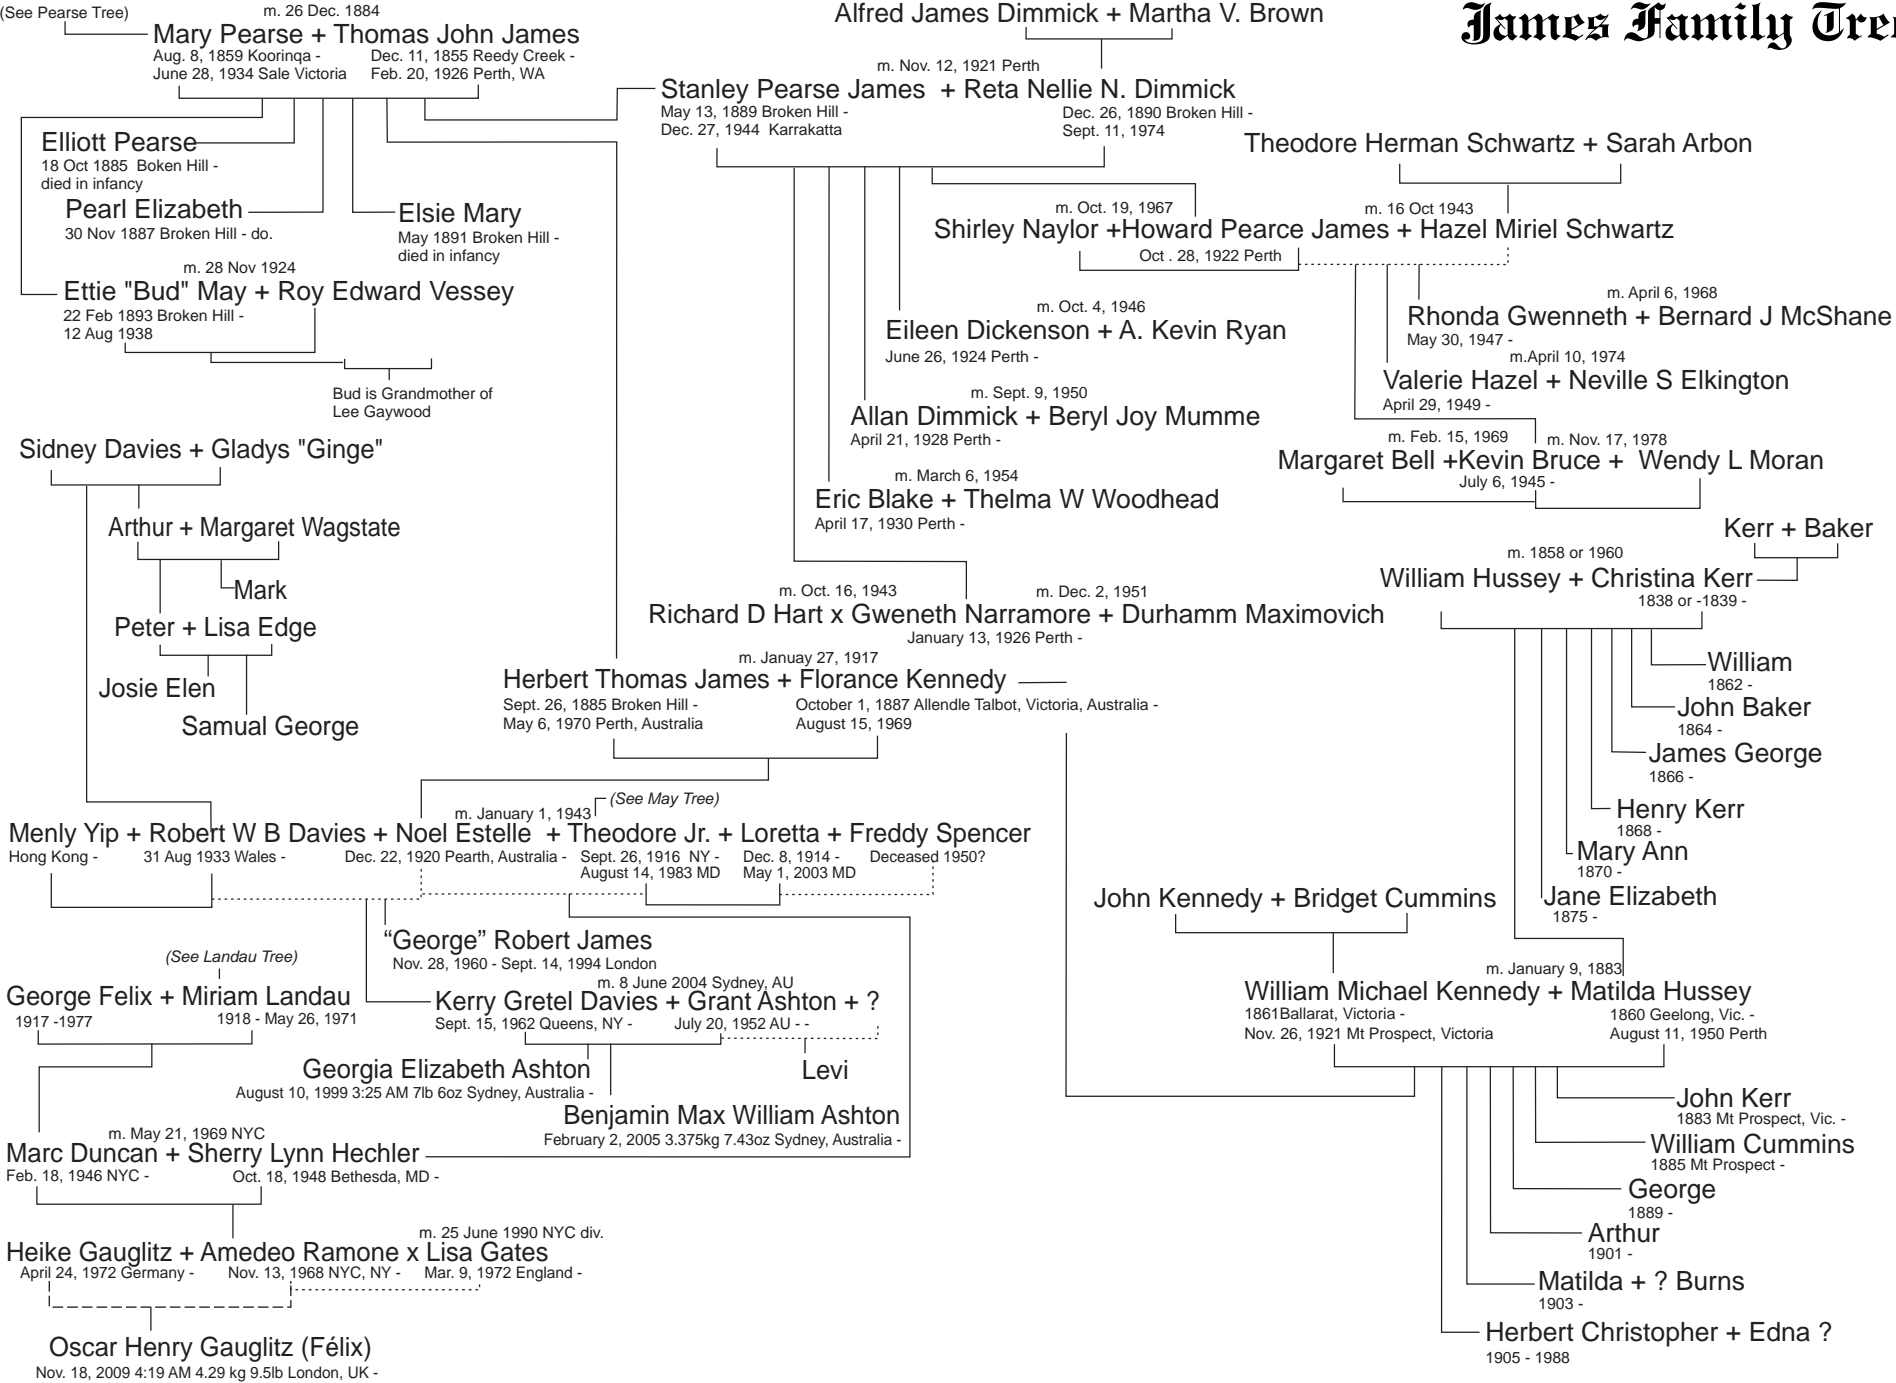 (See Pearse Tree)
m. 26 Dec. 1884
Mary Pearse + Thomas John James
Aug. 8, 1859 Koorinqa -
June 28, 1934 Sale Victoria
Dec. 11, 1855 Reedy Creek -
Feb. 20, 1926 Perth, WA
Alfred James Dimmick + Martha V. Brown
James Family Tree
m. Nov. 12, 1921 Perth
Stanley Pearse James + Reta Nellie N. Dimmick
May 13, 1889 Broken Hill -
Dec. 27, 1944 Karrakatta
Dec. 26, 1890 Broken Hill -
Sept. 11, 1974
Elliott Pearse
18 Oct 1885 Boken Hill -
died in infancy
Pearl Elizabeth
30 Nov 1887 Broken Hill - do.
Elsie Mary
May 1891 Broken Hill -
died in infancy
m. 28 Nov 1924
Ettie "Bud" May + Roy Edward Vessey
22 Feb 1893 Broken Hill -
12 Aug 1938
Bud is Grandmother of
Lee Gaywood
Theodore Herman Schwartz + Sarah Arbon
m. Oct. 19, 1967
m. 16 Oct 1943
Shirley Naylor +Howard Pearce James + Hazel Miriel Schwartz
Oct . 28, 1922 Perth
m. April 6, 1968
Rhonda Gwenneth + Bernard J McShane
May 30, 1947 -
m. Oct. 4, 1946
Eileen Dickenson + A. Kevin Ryan
June 26, 1924 Perth -
m.April 10, 1974
Valerie Hazel + Neville S Elkington
April 29, 1949 -
m. Sept. 9, 1950
Allan Dimmick + Beryl Joy Mumme
April 21, 1928 Perth -
m. Feb. 15, 1969
m. Nov. 17, 1978
Margaret Bell +Kevin Bruce + Wendy L Moran
July 6, 1945 -
m. March 6, 1954
Eric Blake + Thelma W Woodhead
April 17, 1930 Perth -
Sidney Davies + Gladys "Ginge"
Arthur + Margaret Wagstate
Mark
Peter + Lisa Edge
Josie Elen
Samual George
Kerr + Baker
m. 1858 or 1960
William Hussey + Christina Kerr
1838 or -1839 -
m. Oct. 16, 1943
m. Dec. 2, 1951
Richard D Hart x Gweneth Narramore + Durhamm Maximovich
January 13, 1926 Perth -
m. Januay 27, 1917
Herbert Thomas James + Florance Kennedy
Sept. 26, 1885 Broken Hill -
May 6, 1970 Perth, Australia
October 1, 1887 Allendle Talbot, Victoria, Australia -
August 15, 1969
William
1862 -
John Baker
1864 -
James George
1866 -
Henry Kerr
1868 -
Mary Ann
1870 -
Jane Elizabeth
1875 -
(See May Tree)
m. January 1, 1943
Menly Yip + Robert W B Davies + Noel Estelle + Theodore Jr. + Loretta + Freddy Spencer
Hong Kong -
31 Aug 1933 Wales -
Dec. 22, 1920 Pearth, Australia -
Sept. 26, 1916 NY -
August 14, 1983 MD
Dec. 8, 1914 -
May 1, 2003 MD
Deceased 1950?
John Kennedy + Bridget Cummins
"George" Robert James
Nov. 28, 1960 - Sept. 14, 1994 London
m. 8 June 2004 Sydney, AU
Kerry Gretel Davies + Grant Ashton + ?
Sept. 15, 1962 Queens, NY -
July 20, 1952 AU - -
Georgia Elizabeth Ashton
August 10, 1999 3:25 AM 7lb 6oz Sydney, Australia -
Levi
Benjamin Max William Ashton
February 2, 2005 3.375kg 7.43oz Sydney, Australia -
(See Landau Tree)
George Felix + Miriam Landau
1917 -1977
1918 - May 26, 1971
m. January 9, 1883
William Michael Kennedy + Matilda Hussey
1861Ballarat, Victoria -
Nov. 26, 1921 Mt Prospect, Victoria
1860 Geelong, Vic. -
August 11, 1950 Perth
m. May 21, 1969 NYC
Marc Duncan + Sherry Lynn Hechler
Feb. 18, 1946 NYC -
Oct. 18, 1948 Bethesda, MD -
John Kerr
1883 Mt Prospect, Vic. -
William Cummins
1885 Mt Prospect -
George
1889 -
Arthur
1901 -
Matilda + ? Burns
1903 -
Herbert Christopher + Edna ?
1905 - 1988
m. 25 June 1990 NYC div.
Heike Gauglitz + Amedeo Ramone x Lisa Gates
April 24, 1972 Germany -
Nov. 13, 1968 NYC, NY -
Mar. 9, 1972 England -
Oscar Henry Gauglitz (Félix)
Nov. 18, 2009 4:19 AM 4.29 kg 9.5lb London, UK -